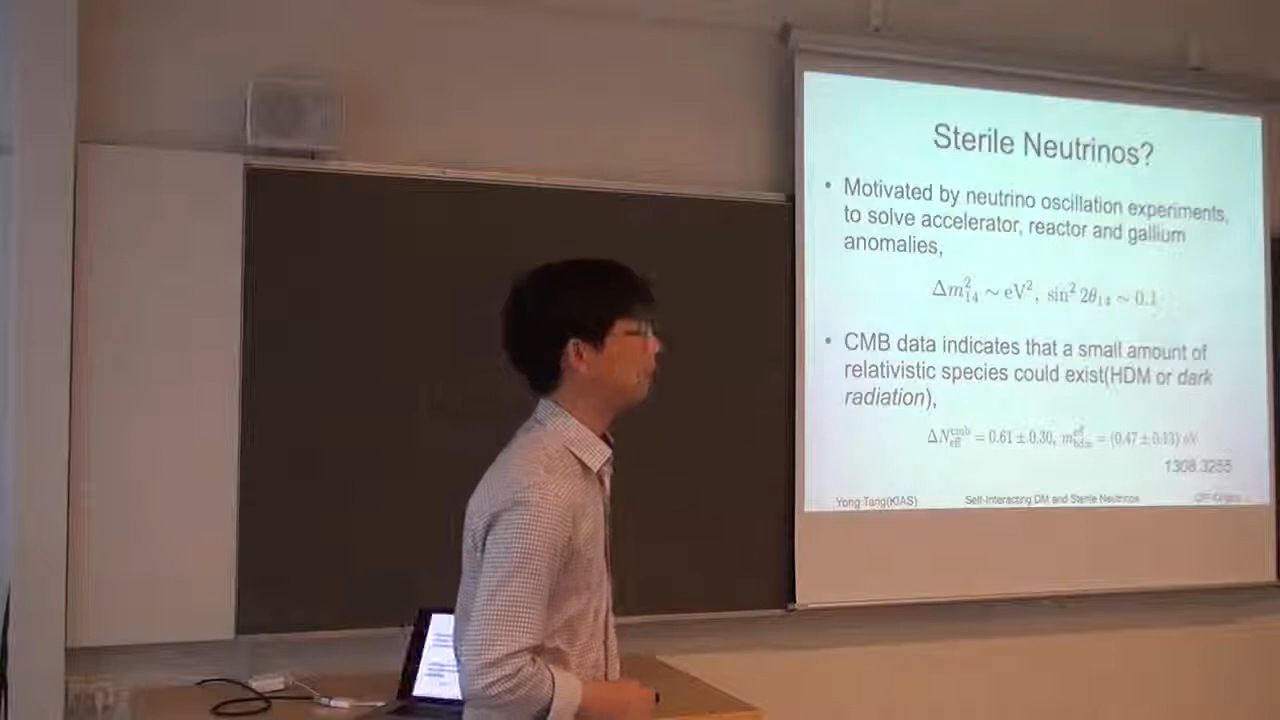 Sterile Neutrinos?
• Motivated by neutrino oscillation experiments,
to solve accelerator, reactor and gallium
anomalies,
Δm²₁₄ ~ eV², sin² 2θ₁₄ ~ 0.1
• CMB data indicates that a small amount of
relativistic species could exist(HDM or dark
radiation),
ΔN_eff^cmb = 0.61 ± 0.30, m_hdm^eff = (0.47 ± 0.13) eV
1308.3255
Yong Tang(KIAS) Self-Interacting DM and Sterile Neutrinos